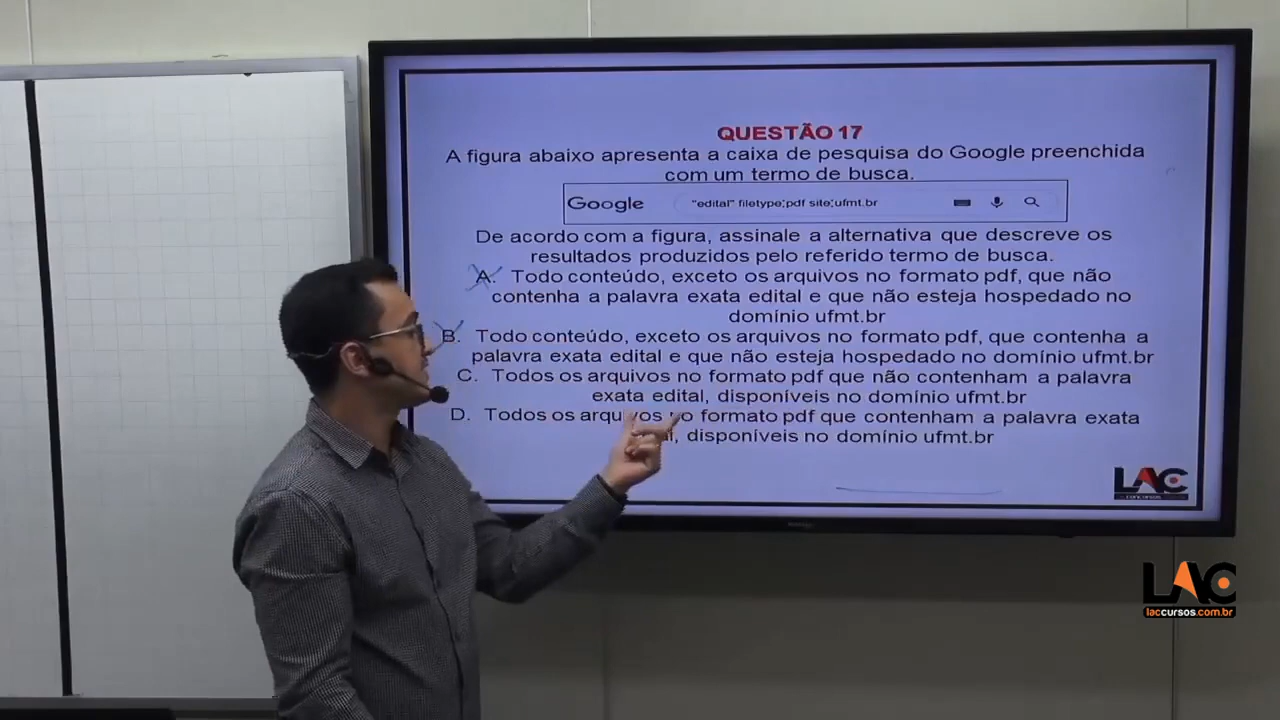 QUESTÃO 17
A figura abaixo apresenta a caixa de pesquisa do Google preenchida
com um termo de busca.
Google "edital" filetype:pdf site:ufmt.br
De acordo com a figura, assinale a alternativa que descreve os
resultados produzidos pelo referido termo de busca.
A. Todo conteúdo, exceto os arquivos no formato pdf, que não
contenha a palavra exata edital e que não esteja hospedado no
domínio ufmt.br
B. Todo conteúdo, exceto os arquivos no formato pdf, que contenha a
palavra exata edital e que não esteja hospedado no domínio ufmt.br
C. Todos os arquivos no formato pdf que não contenham a palavra
exata edital, disponíveis no domínio ufmt.br
D. Todos os arquivos no formato pdf que contenham a palavra exata
, disponíveis no domínio ufmt.br
LAC
CONCURSOS
LAC
laccursos.com.br